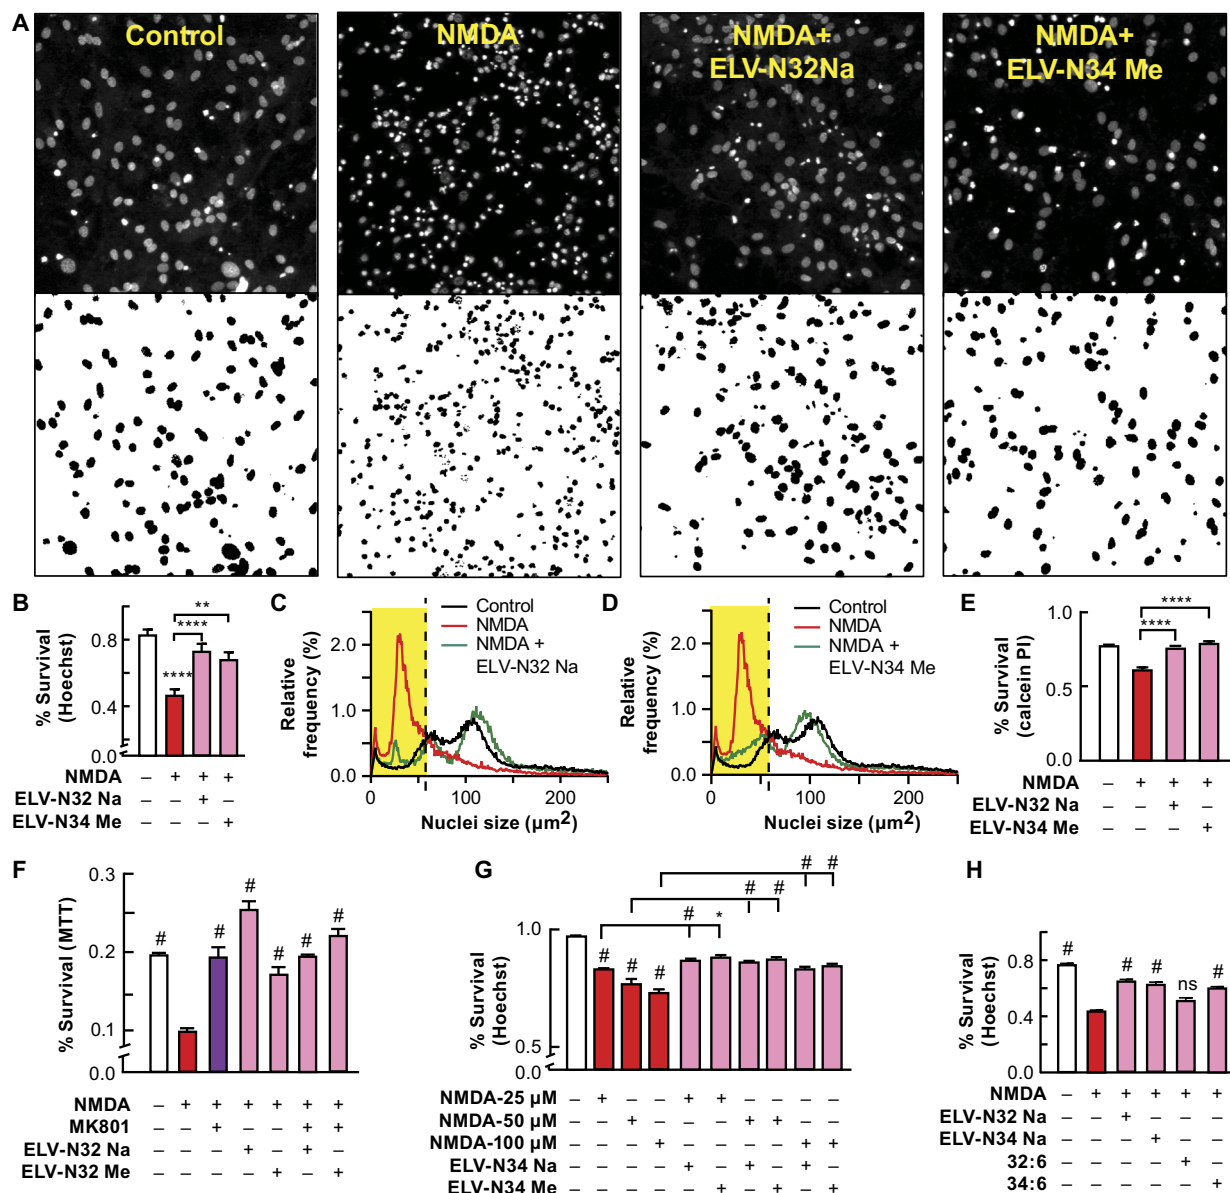 A
Control
NMDA
NMDA+
ELV-N32Na
NMDA+
ELV-N34 Me
B
% Survival
(Hoechst)
0.8
0.4
0.0
**
****
****
NMDA – + + +
ELV-N32 Na – – + –
ELV-N34 Me – – – +
C
Relative
frequency (%)
2.0
1.0
0.0
0 100 200
Nuclei size (µm2)
Control
NMDA
NMDA +
ELV-N32 Na
D
Relative
frequency (%)
2.0
1.0
0.0
0 100 200
Nuclei size (µm2)
Control
NMDA
NMDA +
ELV-N34 Me
E
% Survival
(calcein PI)
1.0
0.5
0.0
****
****
NMDA – + + +
ELV-N32 Na – – + –
ELV-N34 Me – – – +
F
% Survival (MTT)
0.3
0.2
0.1
0.0
# # # # # #
NMDA – + + + + + +
MK801 – – + – – + +
ELV-N32 Na – – – + – + –
ELV-N32 Me – – – – + – +
G
% Survival
(Hoechst)
1.0
0.5
0.0
# #
# #
# *
# # #
NMDA-25 µM – + – – + + – – – –
NMDA-50 µM – – + – – – + + – –
NMDA-100 µM – – – + – – – – + +
ELV-N34 Na – – – – + – + – + –
ELV-N34 Me – – – – – + – + – +
H
% Survival
(Hoechst)
0.8
0.4
0.0
# # # ns #
NMDA – + + + + +
ELV-N32 Na – – + – – –
ELV-N34 Na – – – + – –
32:6 – – – – + –
34:6 – – – – – +